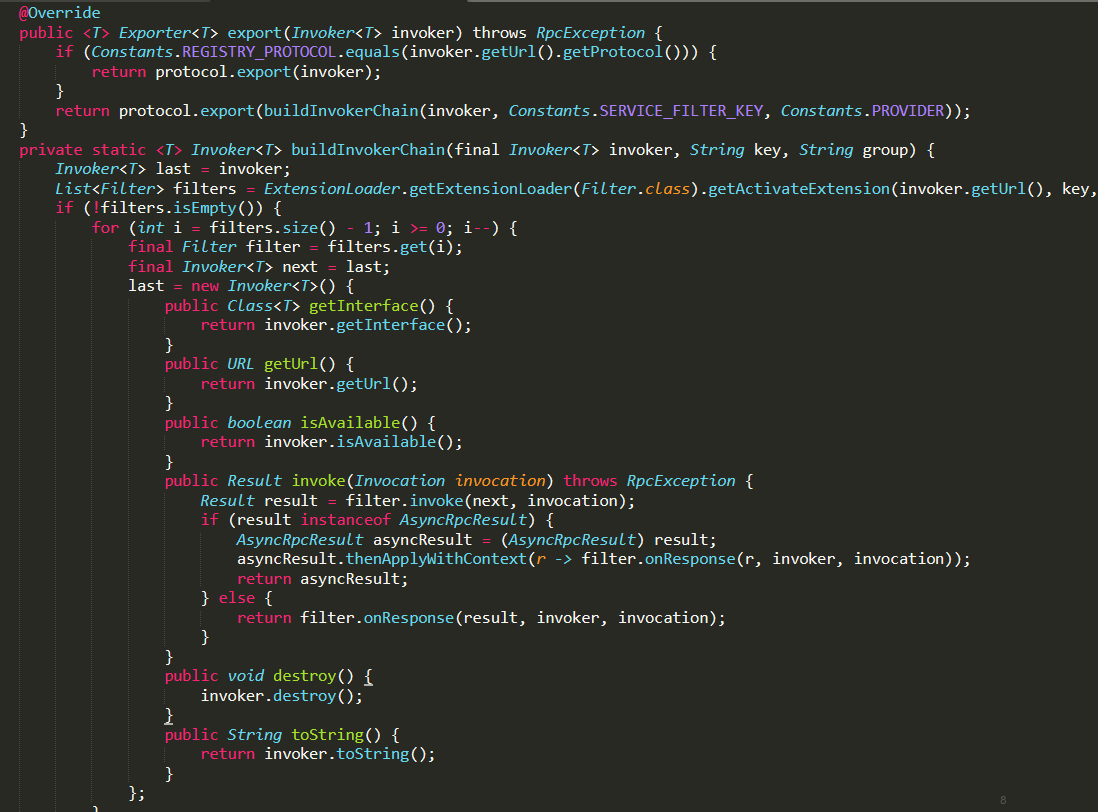 @Override
public <T> Exporter<T> export(Invoker<T> invoker) throws RpcException {
    if (Constants.REGISTRY_PROTOCOL.equals(invoker.getUrl().getProtocol())) {
        return protocol.export(invoker);
    }
    return protocol.export(buildInvokerChain(invoker, Constants.SERVICE_FILTER_KEY, Constants.PROVIDER));
}
private static <T> Invoker<T> buildInvokerChain(final Invoker<T> invoker, String key, String group) {
    Invoker<T> last = invoker;
    List<Filter> filters = ExtensionLoader.getExtensionLoader(Filter.class).getActivateExtension(invoker.getUrl(), key,
    if (!filters.isEmpty()) {
        for (int i = filters.size() - 1; i >= 0; i--) {
            final Filter filter = filters.get(i);
            final Invoker<T> next = last;
            last = new Invoker<T>() {
                public Class<T> getInterface() {
                    return invoker.getInterface();
                }
                public URL getUrl() {
                    return invoker.getUrl();
                }
                public boolean isAvailable() {
                    return invoker.isAvailable();
                }
                public Result invoke(Invocation invocation) throws RpcException {
                    Result result = filter.invoke(next, invocation);
                    if (result instanceof AsyncRpcResult) {
                        AsyncRpcResult asyncResult = (AsyncRpcResult) result;
                        asyncResult.thenApplyWithContext(r -> filter.onResponse(r, invoker, invocation));
                        return asyncResult;
                    } else {
                        return filter.onResponse(result, invoker, invocation);
                    }
                }
                public void destroy() {
                    invoker.destroy();
                }
                public String toString() {
                    return invoker.toString();
                }
            };
8